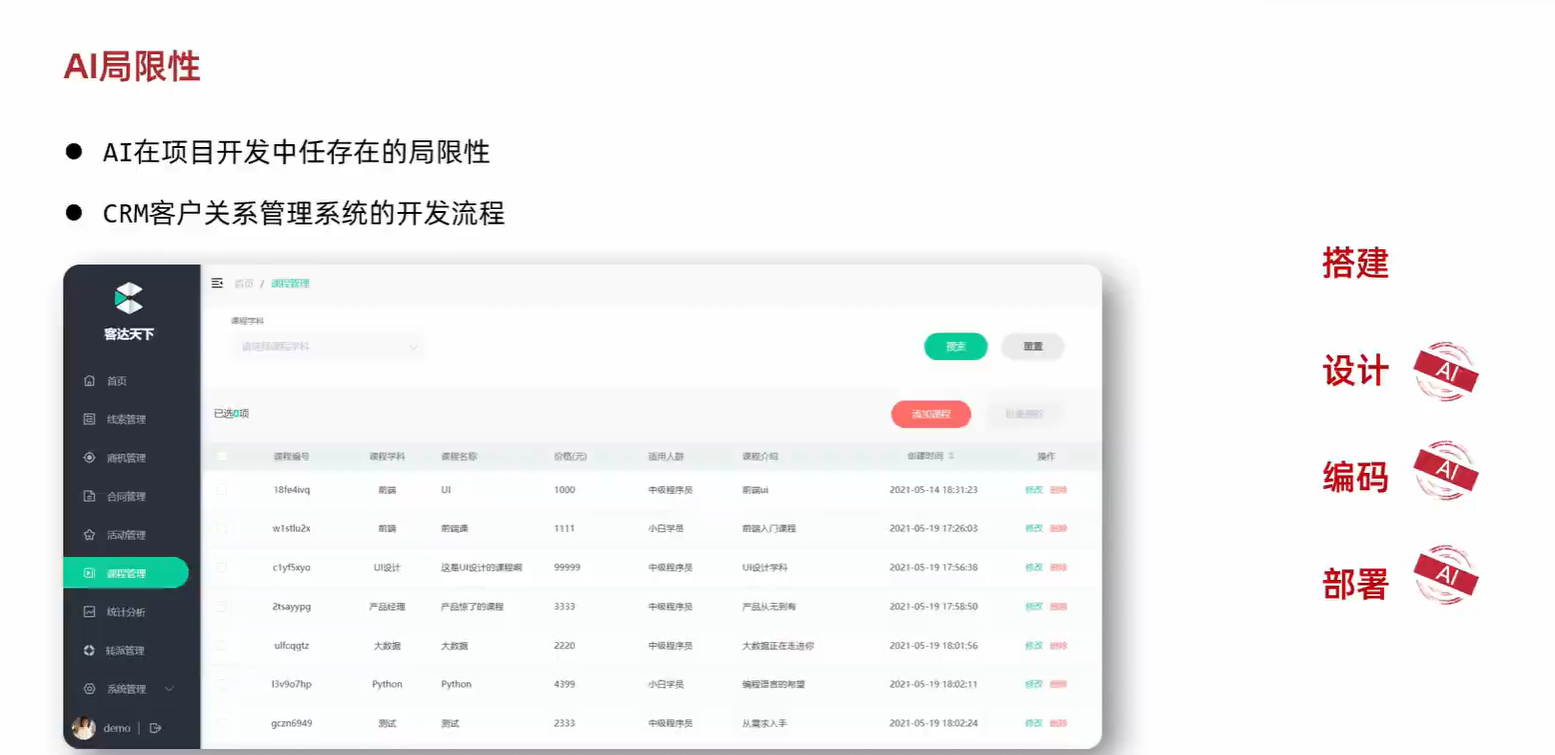 AI局限性
● AI在项目开发中任存在的局限性
● CRM客户关系管理系统的开发流程
客达天下
首页
线索管理
商机管理
合同管理
活动管理
课程管理
统计分析
转派管理
系统管理
demo
首页 / 课程管理
课程学科
请选择课程学科
搜索 重置
已选0项
添加课程 批量删除
课程编号 课程学科 课程名称 价格(元) 适用人群 课程介绍 创建时间 操作
18fe4ivq 前端 UI 1000 中级程序员 前端ui 2021-05-14 18:31:23 修改 删除
w1stlu2x 前端 前端课 1111 小白学员 前端入门课程 2021-05-19 17:26:03 修改 删除
c1yf5xyo UI设计 这是UI设计的课程啊 99999 中级程序员 UI设计学科 2021-05-19 17:56:38 修改 删除
2tsayypg 产品经理 产品惊了的课程 3333 中级程序员 产品从无到有 2021-05-19 17:58:50 修改 删除
ulfcqgtz 大数据 大数据 2220 中级程序员 大数据正在走进你 2021-05-19 18:01:56 修改 删除
l3v9o7hp Python Python 4399 小白学员 编程语言的希望 2021-05-19 18:02:11 修改 删除
gczn6949 测试 测试 2333 中级程序员 从需求入手 2021-05-19 18:02:24 修改 删除
搭建
设计 AI
编码 AI
部署 AI